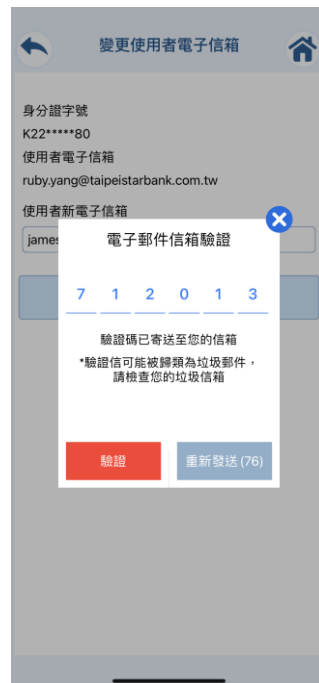 變更使用者電子信箱
身分證字號
K22*****80
使用者電子信箱
ruby.yang@taipeistarbank.com.tw
使用者新電子信箱
james
電子郵件信箱驗證
7 1 2 0 1 3
驗證碼已寄送至您的信箱
*驗證信可能被歸類為垃圾郵件，
請檢查您的垃圾信箱
驗證
重新發送 (76)